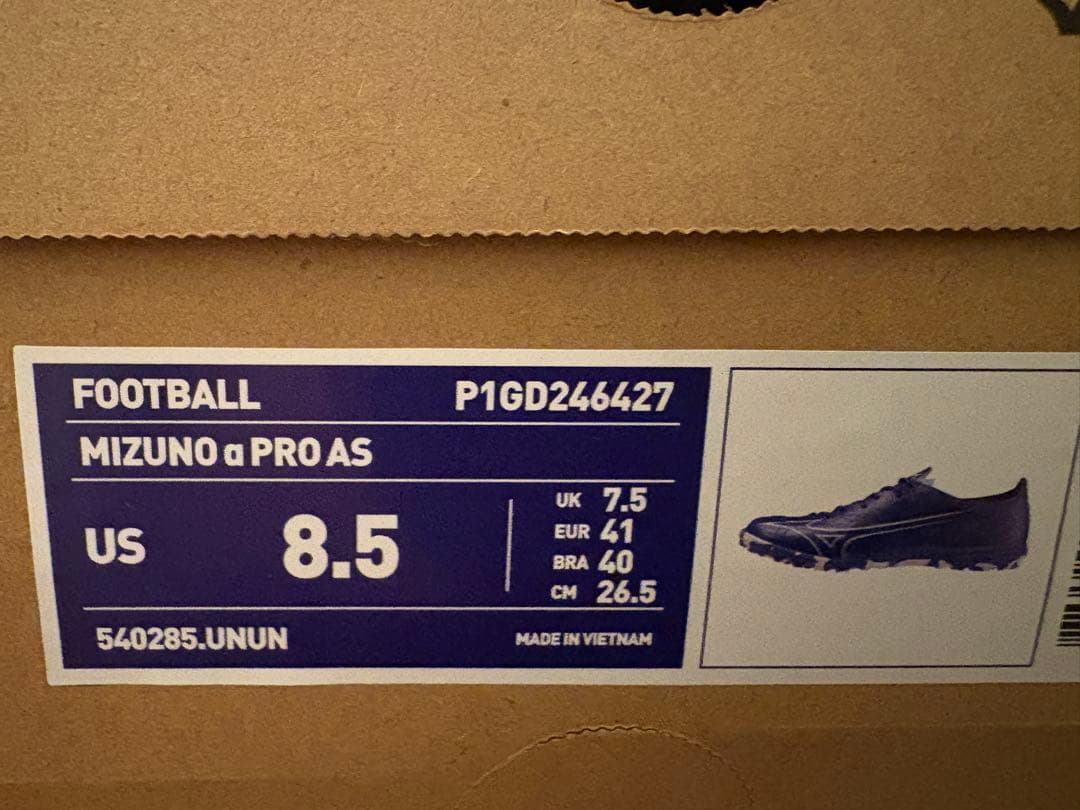 FOOTBALL P1GD246427
MIZUNO α PRO AS
US 8.5
UK 7.5
EUR 41
BRA 40
CM 26.5
540285.UNUN MADE IN VIETNAM